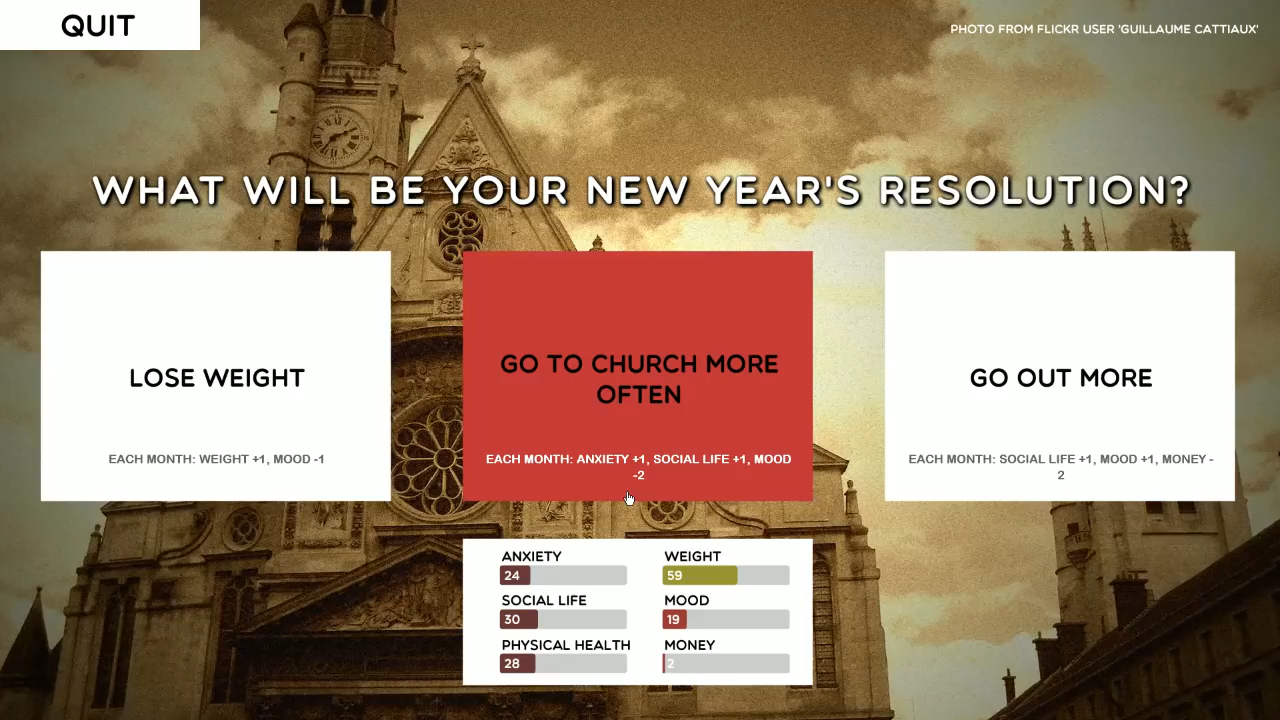 QUIT
PHOTO FROM FLICKR USER 'GUILLAUME CATTIAUX'
WHAT WILL BE YOUR NEW YEAR'S RESOLUTION?
LOSE WEIGHT
EACH MONTH: WEIGHT +1, MOOD -1
GO TO CHURCH MORE
OFTEN
EACH MONTH: ANXIETY +1, SOCIAL LIFE +1, MOOD
-2
GO OUT MORE
EACH MONTH: SOCIAL LIFE +1, MOOD +1, MONEY -
2
ANXIETY
24
WEIGHT
59
SOCIAL LIFE
30
MOOD
19
PHYSICAL HEALTH
28
MONEY
2